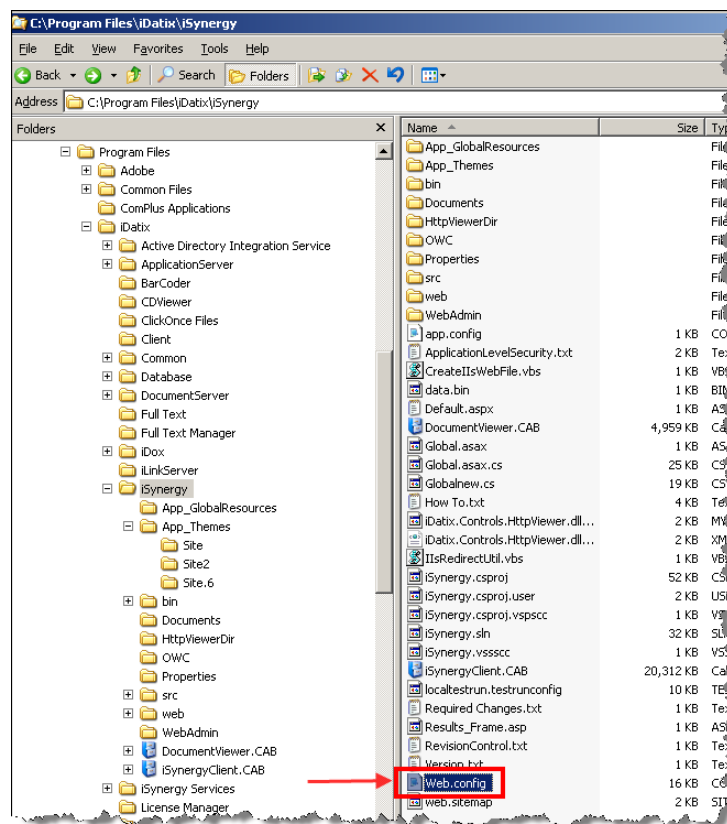 C:\Program Files\iDatix\iSynergy
File Edit View Favorites Tools Help
Back Search Folders
Address C:\Program Files\iDatix\iSynergy
Folders
Program Files
Adobe
Common Files
ComPlus Applications
iDatix
Active Directory Integration Service
ApplicationServer
BarCoder
CDViewer
ClickOnce Files
Client
Common
Database
DocumentServer
Full Text
Full Text Manager
iDox
iLinkServer
iSynergy
App_GlobalResources
App_Themes
Site
Site2
Site.6
bin
Documents
HttpViewerDir
OWC
Properties
src
web
WebAdmin
DocumentViewer.CAB
iSynergyClient.CAB
iSynergy Services
License Manager
Name Size
App_GlobalResources
App_Themes
bin
Documents
HttpViewerDir
OWC
Properties
src
web
WebAdmin
app.config 1 KB
ApplicationLevelSecurity.txt 2 KB
CreateIIsWebFile.vbs 1 KB
data.bin 1 KB
Default.aspx 1 KB
DocumentViewer.CAB 4,959 KB
Global.asax 1 KB
Global.asax.cs 25 KB
Globalnew.cs 19 KB
How To.txt 4 KB
iDatix.Controls.HttpViewer.dll... 2 KB
iDatix.Controls.HttpViewer.dll... 2 KB
IIsRedirectUtil.vbs 1 KB
iSynergy.csproj 52 KB
iSynergy.csproj.user 2 KB
iSynergy.csproj.vspscc 1 KB
iSynergy.sln 32 KB
iSynergy.vssscc 1 KB
iSynergyClient.CAB 20,312 KB
localtestrun.testrunconfig 10 KB
Required Changes.txt 1 KB
Results_Frame.asp 1 KB
RevisionControl.txt 1 KB
Version.txt 1 KB
Web.config 16 KB
web.sitemap 2 KB